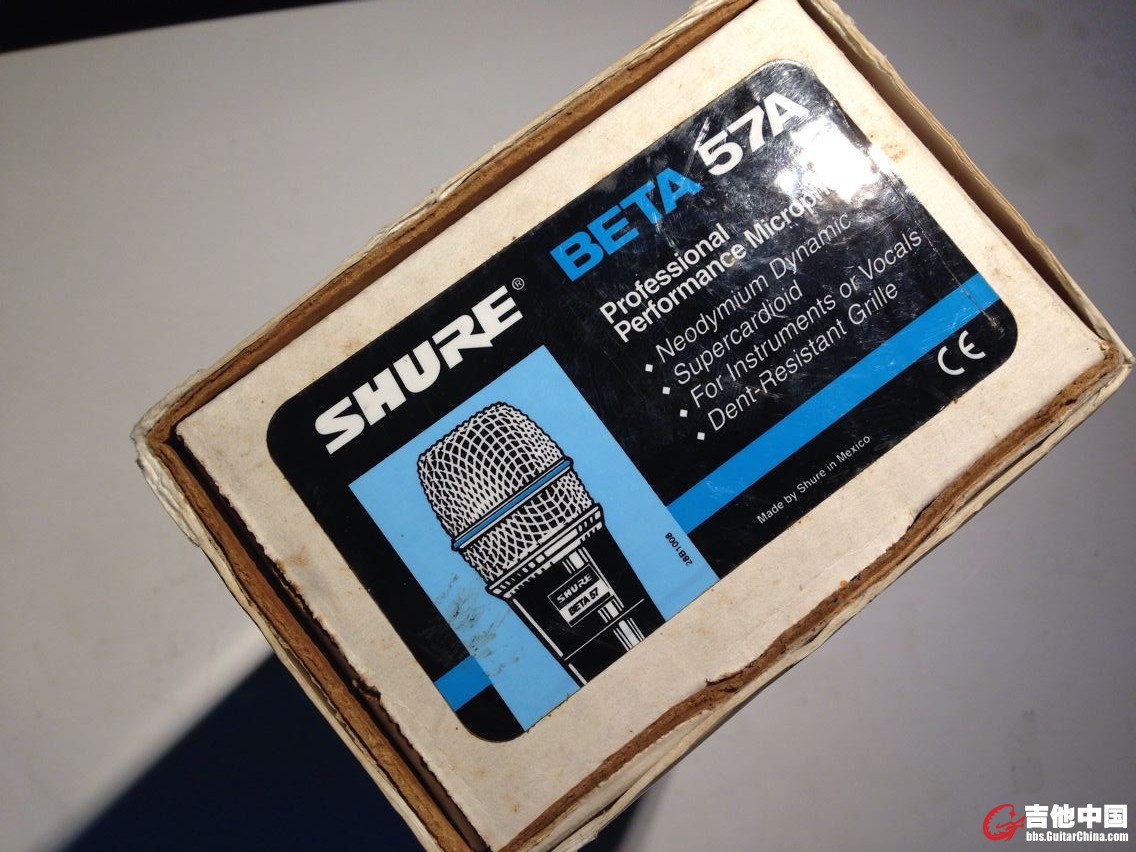 SHURE®
BETA 57A
Professional
Performance
Neodymium Dynamic
Supercardioid
For Instruments or Vocals
Dent-Resistant Grille
CE
Made by Shure in Mexico
28B1008
SHURE
BETA 57
吉他中国
bbs.GuitarChina.com